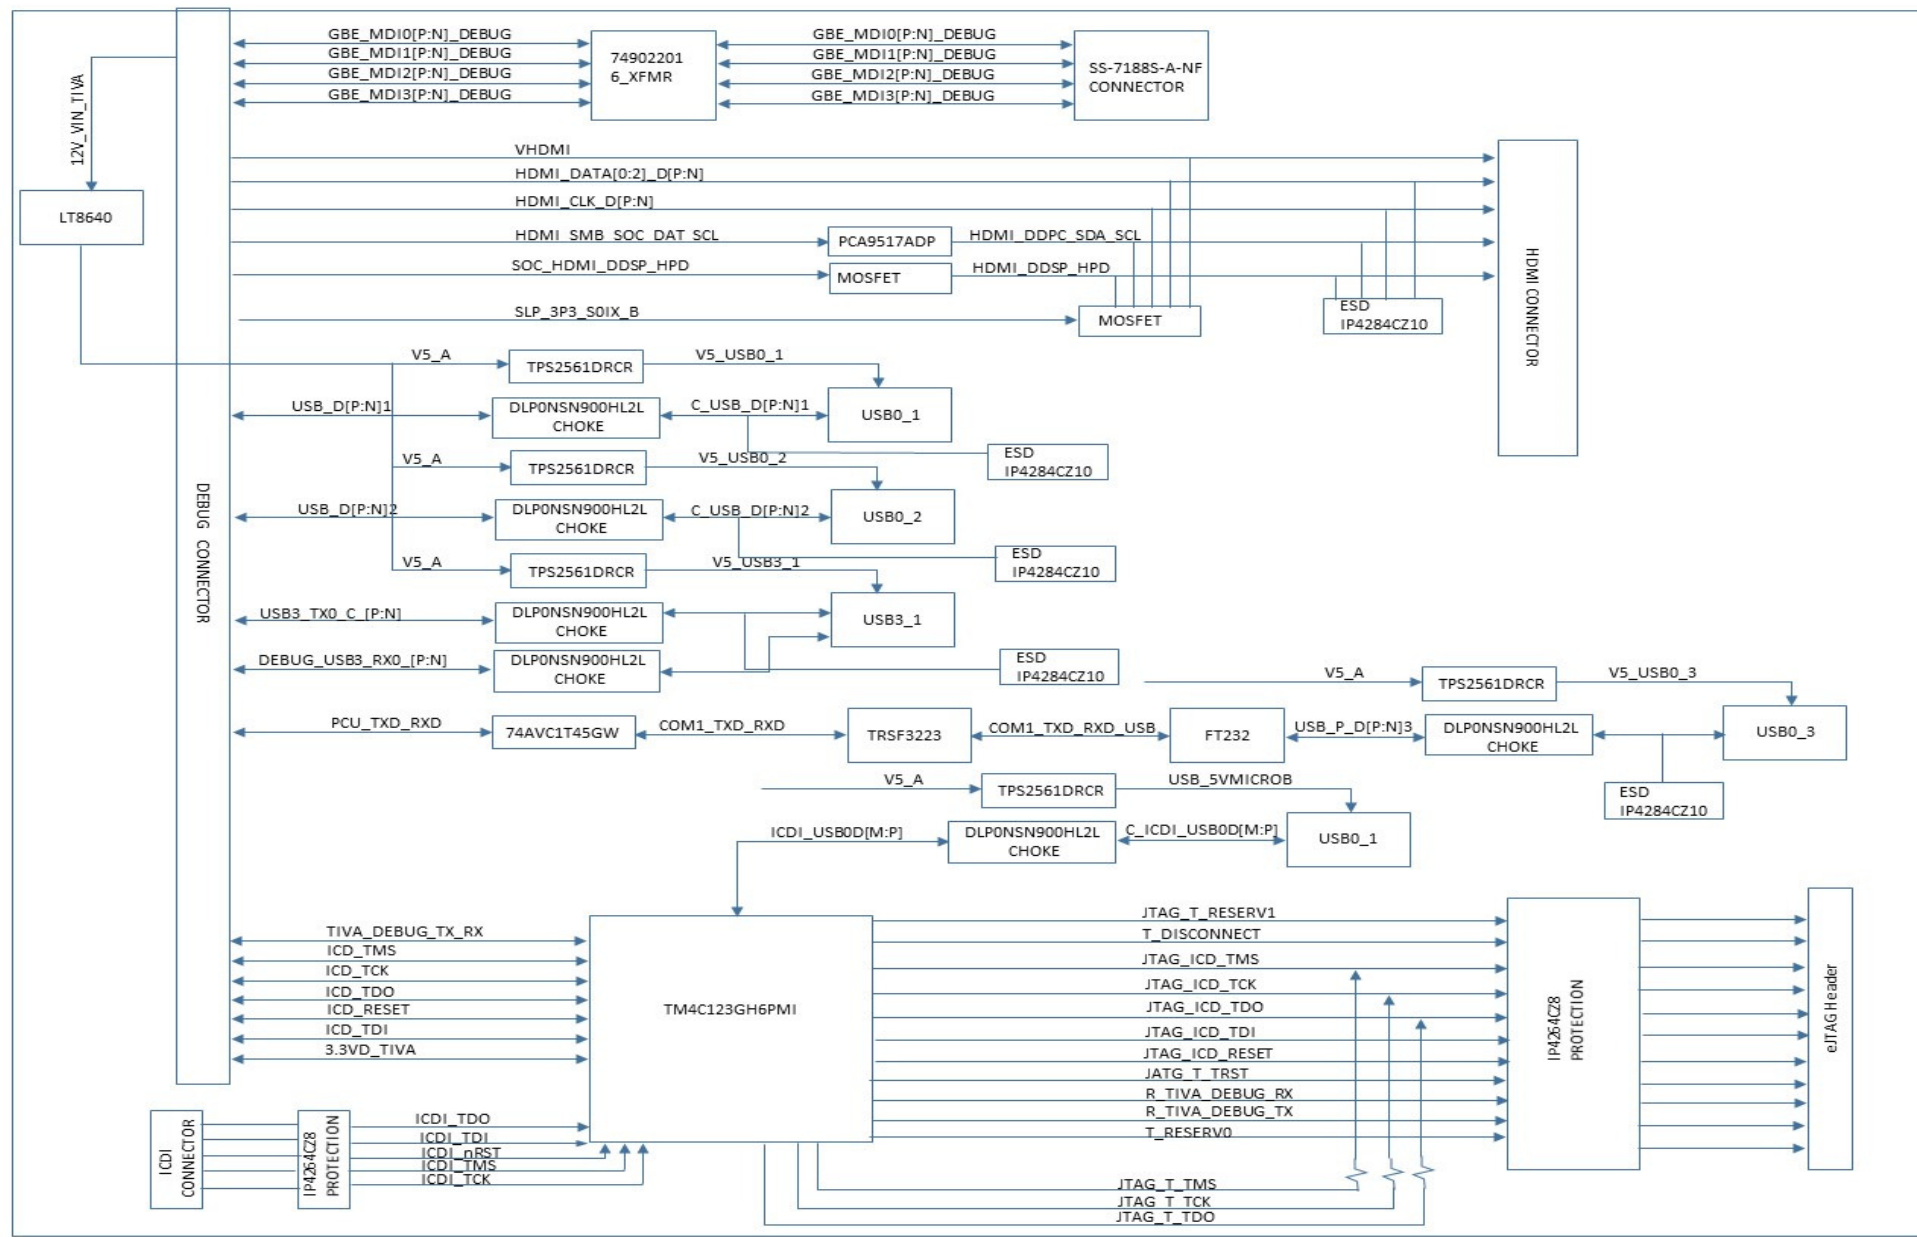 GBE_MDI0[P:N]_DEBUG
GBE_MDI1[P:N]_DEBUG
GBE_MDI2[P:N]_DEBUG
GBE_MDI3[P:N]_DEBUG
74902201
6_XFMR
GBE_MDI0[P:N]_DEBUG
GBE_MDI1[P:N]_DEBUG
GBE_MDI2[P:N]_DEBUG
GBE_MDI3[P:N]_DEBUG
SS-7188S-A-NF
CONNECTOR
12V_VIN_TIVA
LT8640
DEBUG CONNECTOR
VHDMI
HDMI_DATA[0:2]_D[P:N]
HDMI_CLK_D[P:N]
HDMI_SMB_SOC_DAT_SCL
PCA9517ADP
HDMI_DDPC_SDA_SCL
SOC_HDMI_DDSP_HPD
MOSFET
HDMI_DDSP_HPD
SLP_3P3_S0IX_B
MOSFET
ESD
IP4284CZ10
HDMI CONNECTOR
V5_A
TPS2561DRCR
V5_USB0_1
USB_D[P:N]1
DLP0NSN900HL2L
CHOKE
C_USB_D[P:N]1
USB0_1
ESD
IP4284CZ10
V5_A
TPS2561DRCR
V5_USB0_2
USB_D[P:N]2
DLP0NSN900HL2L
CHOKE
C_USB_D[P:N]2
USB0_2
ESD
IP4284CZ10
V5_A
TPS2561DRCR
V5_USB3_1
USB3_TX0_C_[P:N]
DLP0NSN900HL2L
CHOKE
USB3_1
DEBUG_USB3_RX0_[P:N]
DLP0NSN900HL2L
CHOKE
ESD
IP4284CZ10
V5_A
TPS2561DRCR
V5_USB0_3
PCU_TXD_RXD
74AVC1T45GW
COM1_TXD_RXD
TRSF3223
COM1_TXD_RXD_USB
FT232
USB_P_D[P:N]3
DLP0NSN900HL2L
CHOKE
USB0_3
ESD
IP4284CZ10
V5_A
TPS2561DRCR
USB_5VMICROB
ICDI_USB0D[M:P]
DLP0NSN900HL2L
CHOKE
C_ICDI_USB0D[M:P]
USB0_1
TIVA_DEBUG_TX_RX
ICD_TMS
ICD_TCK
ICD_TDO
ICD_RESET
ICD_TDI
3.3VD_TIVA
TM4C123GH6PMI
JTAG_T_RESERV1
T_DISCONNECT
JTAG_ICD_TMS
JTAG_ICD_TCK
JTAG_ICD_TDO
JTAG_ICD_TDI
JTAG_ICD_RESET
JATG_T_TRST
R_TIVA_DEBUG_RX
R_TIVA_DEBUG_TX
T_RESERV0
IP4264CZ8
PROTECTION
eJTAG Header
ICDI
CONNECTOR
IP4264CZ8
PROTECTION
ICDI_TDO
ICDI_TDI
ICDI_nRST
ICDI_TMS
ICDI_TCK
JTAG_T_TMS
JTAG_T_TCK
JTAG_T_TDO